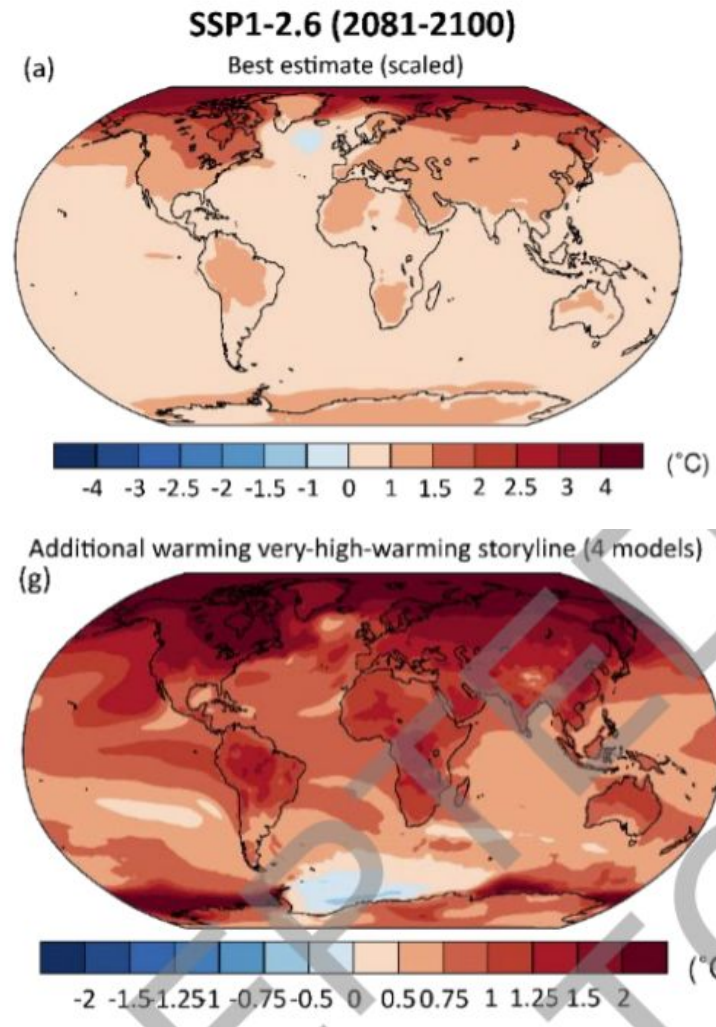 SSP1-2.6 (2081-2100)
(a)
Best estimate (scaled)
-4 -3 -2.5 -2 -1.5 -1 0 1 1.5 2 2.5 3 4 (°C)
Additional warming very-high-warming storyline (4 models)
(g)
-2 -1.5-1.25-1 -0.75-0.5 0 0.50.75 1 1.25 1.5 2 (°C